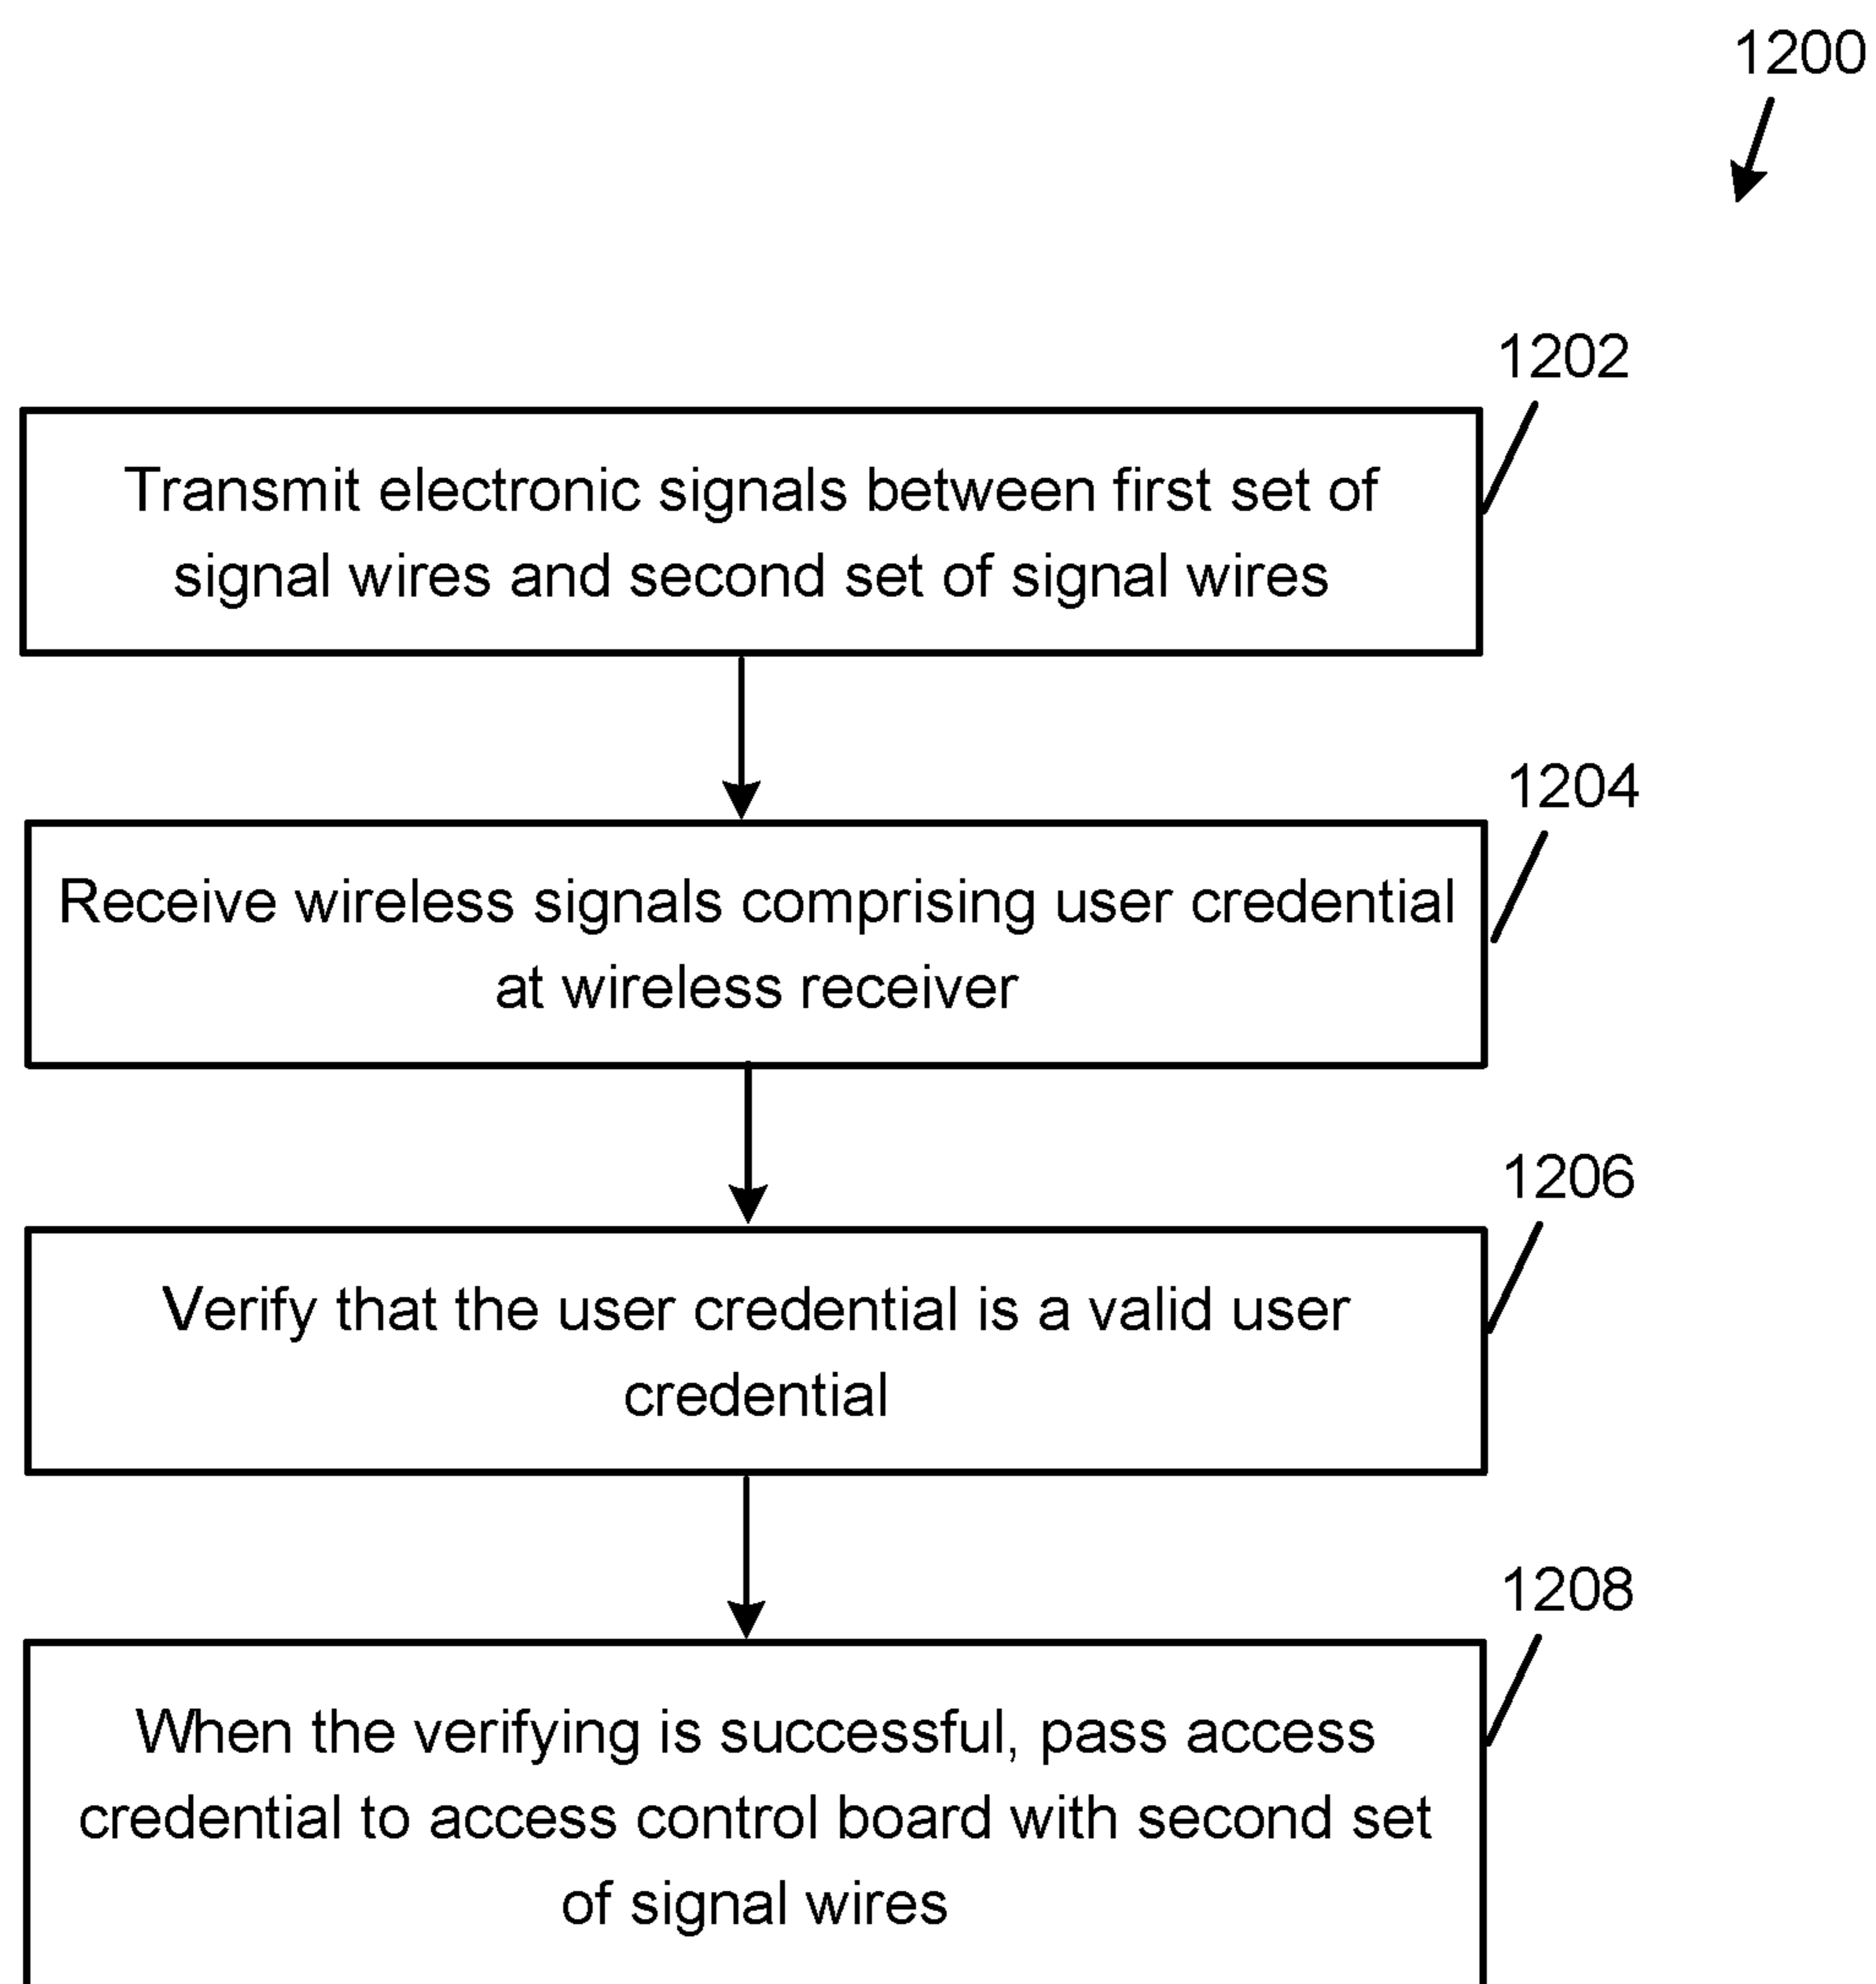 1200
1202
Transmit electronic signals between first set of
signal wires and second set of signal wires
1204
Receive wireless signals comprising user credential
at wireless receiver
1206
Verify that the user credential is a valid user
credential
1208
When the verifying is successful, pass access
credential to access control board with second set
of signal wires